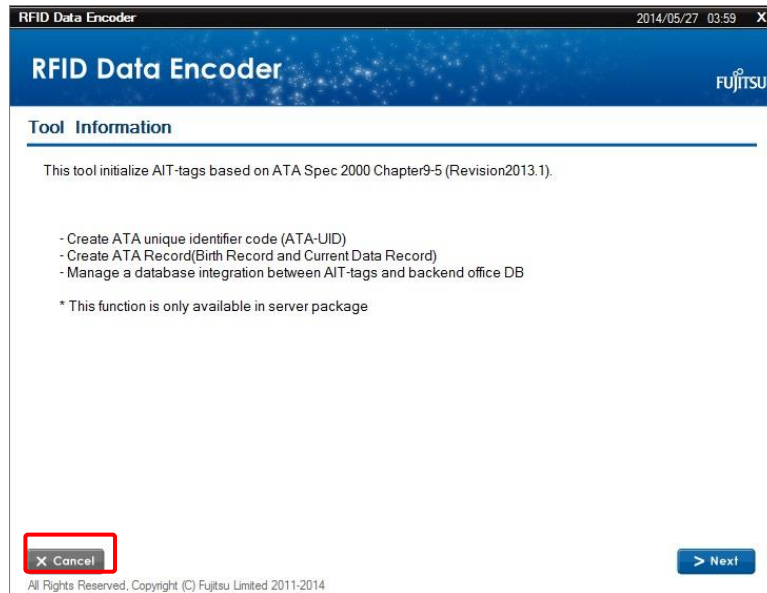 RFID Data Encoder 2014/05/27 03:59 X
RFID Data Encoder
FUJITSU
Tool Information
This tool initialize AIT-tags based on ATA Spec 2000 Chapter9-5 (Revision2013.1).
- Create ATA unique identifier code (ATA-UID)
- Create ATA Record(Birth Record and Current Data Record)
- Manage a database integration between AIT-tags and backend office DB
* This function is only available in server package
X Cancel > Next
All Rights Reserved, Copyright (C) Fujitsu Limited 2011-2014